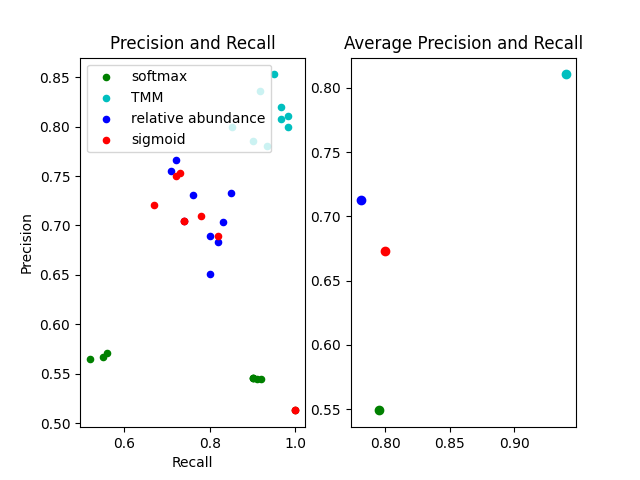 Precision and Recall
Average Precision and Recall
softmax
TMM
relative abundance
sigmoid
Precision
0.85
0.80
0.75
0.70
0.65
0.60
0.55
0.50
0.6
0.8
1.0
Recall
0.80
0.75
0.70
0.65
0.60
0.55
0.80
0.85
0.90